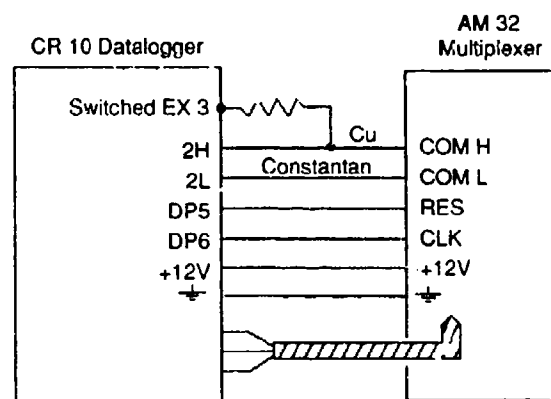 AM 32
CR 10 Datalogger
Multiplexer
Switched EX 3
Cu
2H
COM H
Constantan
2L
COM L
DP5
RES
DP6
CLK
+12V
+12V